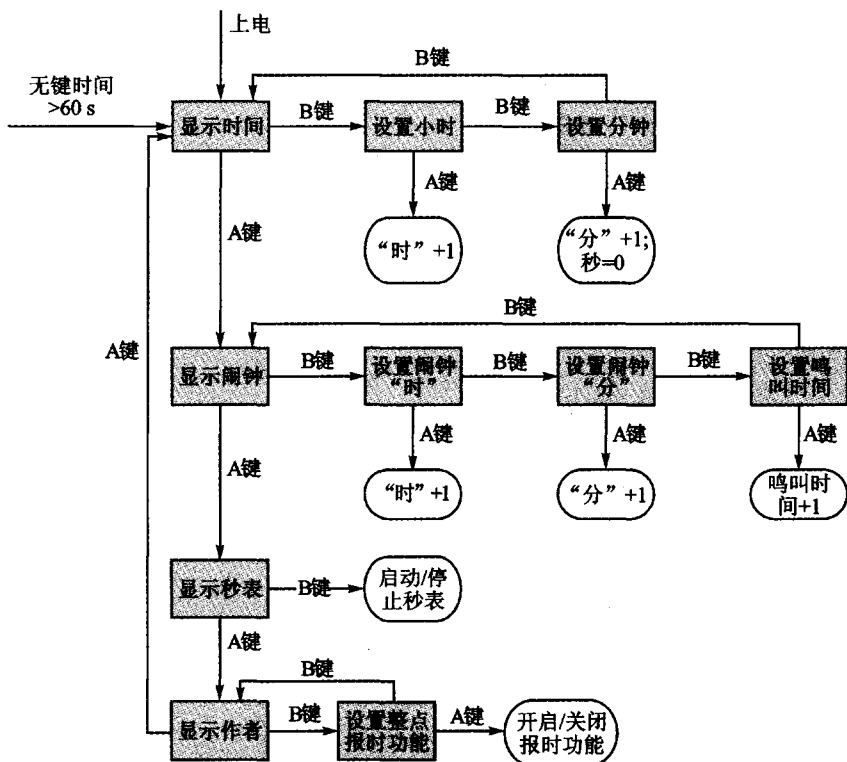 上电
B键
无键时间
>60 s
显示时间
B键
设置小时
B键
设置分钟
A键
A键
A键
“时”+1
“分”+1;
秒=0
B键
A键
显示闹钟
B键
设置闹钟
“时”
B键
设置闹钟
“分”
B键
设置鸣
叫时间
A键
A键
A键
A键
“时”+1
“分”+1
鸣叫时
间+1
显示秒表
B键
启动/停
止秒表
A键
B键
显示作者
B键
设置整点
报时功能
A键
开启/关闭
报时功能